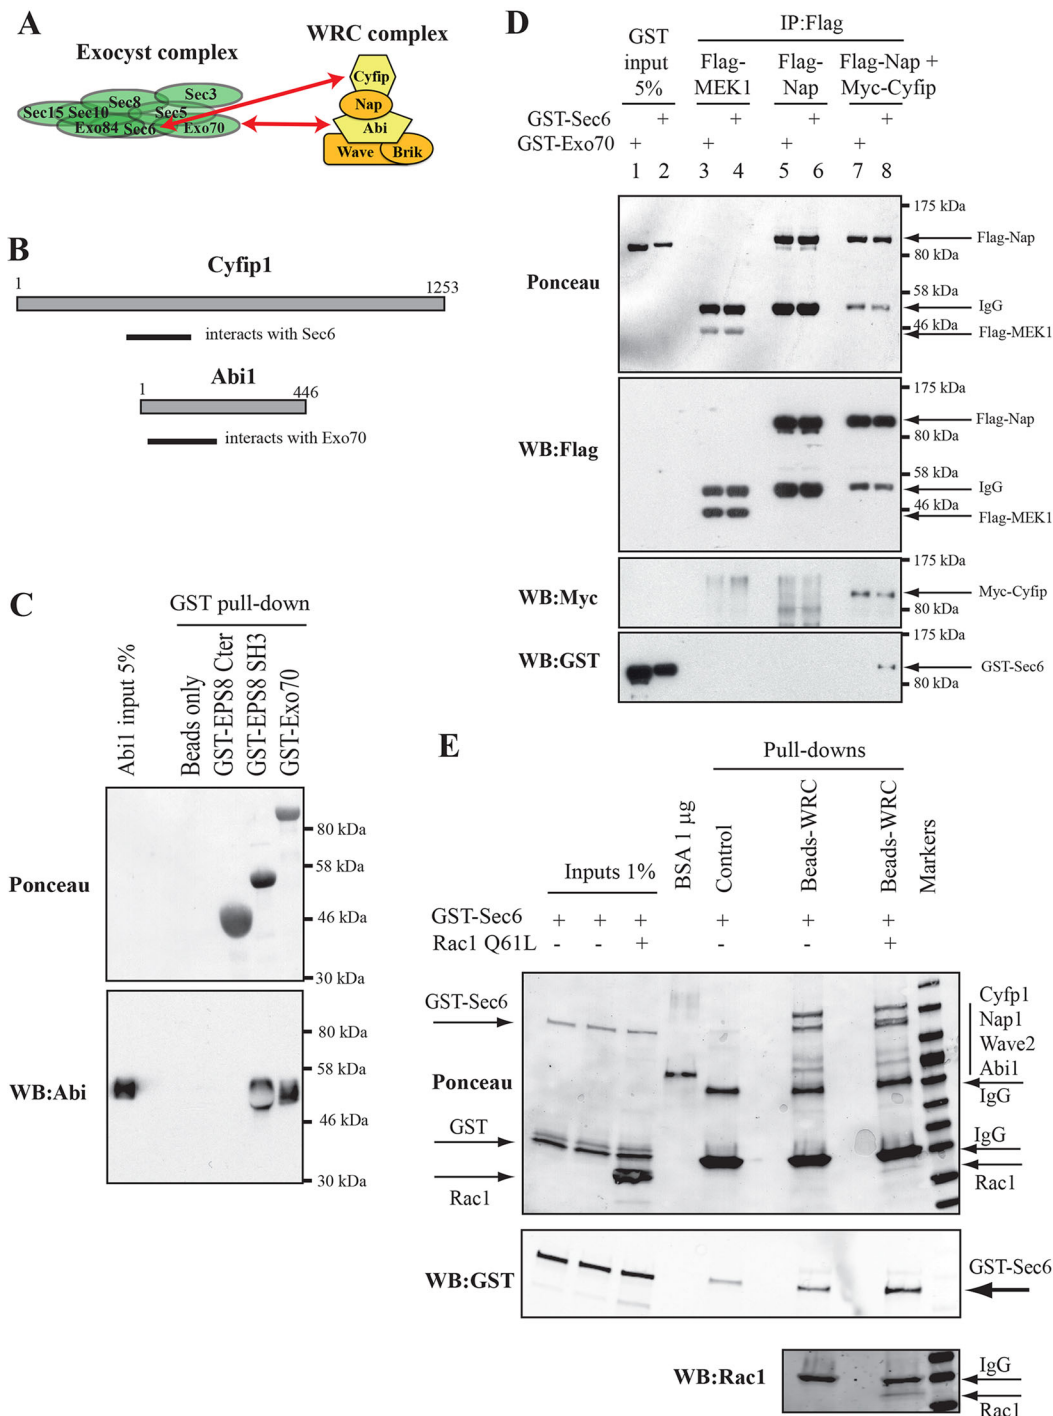 A
Exocyst complex
WRC complex
Sec3
Sec8
Sec15 Sec10
Sec5
Exo84
Sec6
Exo70
Cyfip
Nap
Abi
Wave
Brik
B
Cyfip1
1
1253
interacts with Sec6
Abi1
1
446
interacts with Exo70
C
GST pull-down
Abi1 input 5%
Beads only
GST-EPS8 Cter
GST-EPS8 SH3
GST-Exo70
Ponceau
80 kDa
58 kDa
46 kDa
30 kDa
WB:Abi
80 kDa
58 kDa
46 kDa
30 kDa
D
IP:Flag
GST
input
5%
Flag-
MEK1
Flag-
Nap
Flag-Nap +
Myc-Cyfip
GST-Sec6 + + + +
GST-Exo70 + + + +
1 2 3 4 5 6 7 8
Ponceau
175 kDa
Flag-Nap
80 kDa
58 kDa
IgG
46 kDa
Flag-MEK1
WB:Flag
175 kDa
Flag-Nap
80 kDa
58 kDa
IgG
46 kDa
Flag-MEK1
WB:Myc
175 kDa
Myc-Cyfip
80 kDa
WB:GST
175 kDa
GST-Sec6
80 kDa
E
Pull-downs
Inputs 1%
BSA 1 µg
Control
Beads-WRC
Beads-WRC
Markers
GST-Sec6 + + + + + +
Rac1 Q61L - - + - - +
GST-Sec6
Ponceau
GST
Rac1
Cyfp1
Nap1
Wave2
Abi1
IgG
IgG
Rac1
WB:GST
GST-Sec6
WB:Rac1
IgG
Rac1